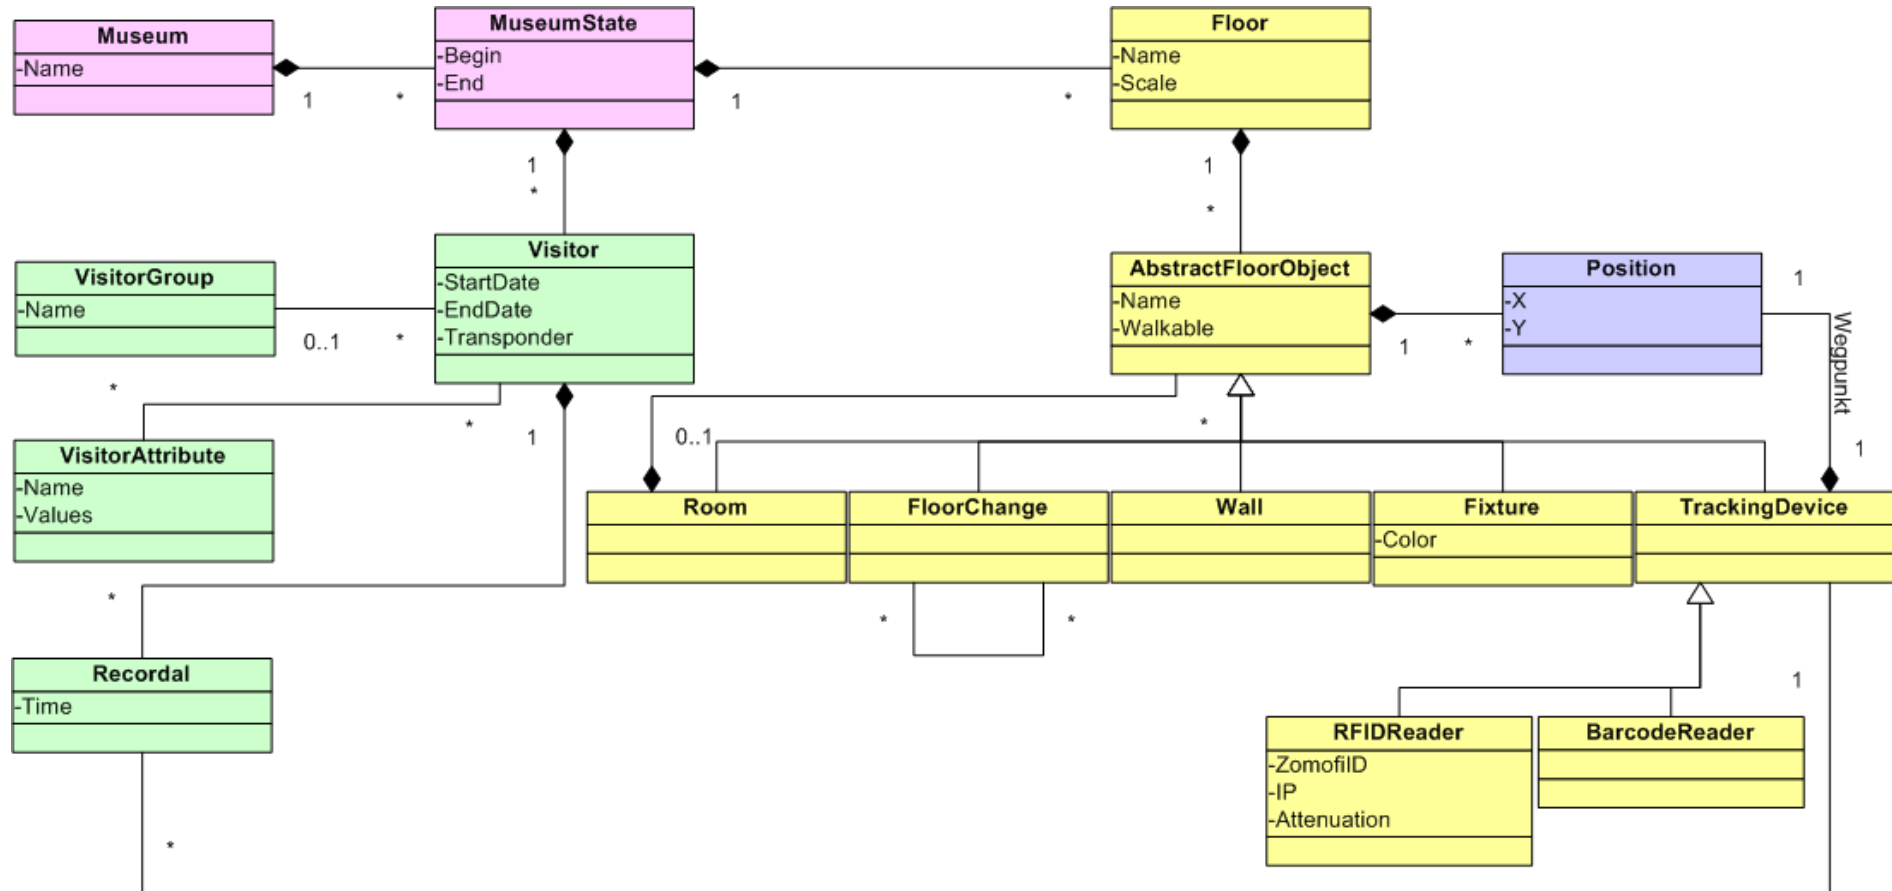 Museum
-Name
1
*
MuseumState
-Begin
-End
1
*
Floor
-Name
-Scale
1
*
1
*
VisitorGroup
-Name
0..1
*
Visitor
-StartDate
-EndDate
-Transponder
AbstractFloorObject
-Name
-Walkable
1
*
Position
-X
-Y
1
Wegpunkt
1
*
*
1
VisitorAttribute
-Name
-Values
0..1
*
Room
FloorChange
Wall
Fixture
-Color
TrackingDevice
*
*
*
Recordal
-Time
1
RFIDReader
-ZomofiID
-IP
-Attenuation
BarcodeReader
*